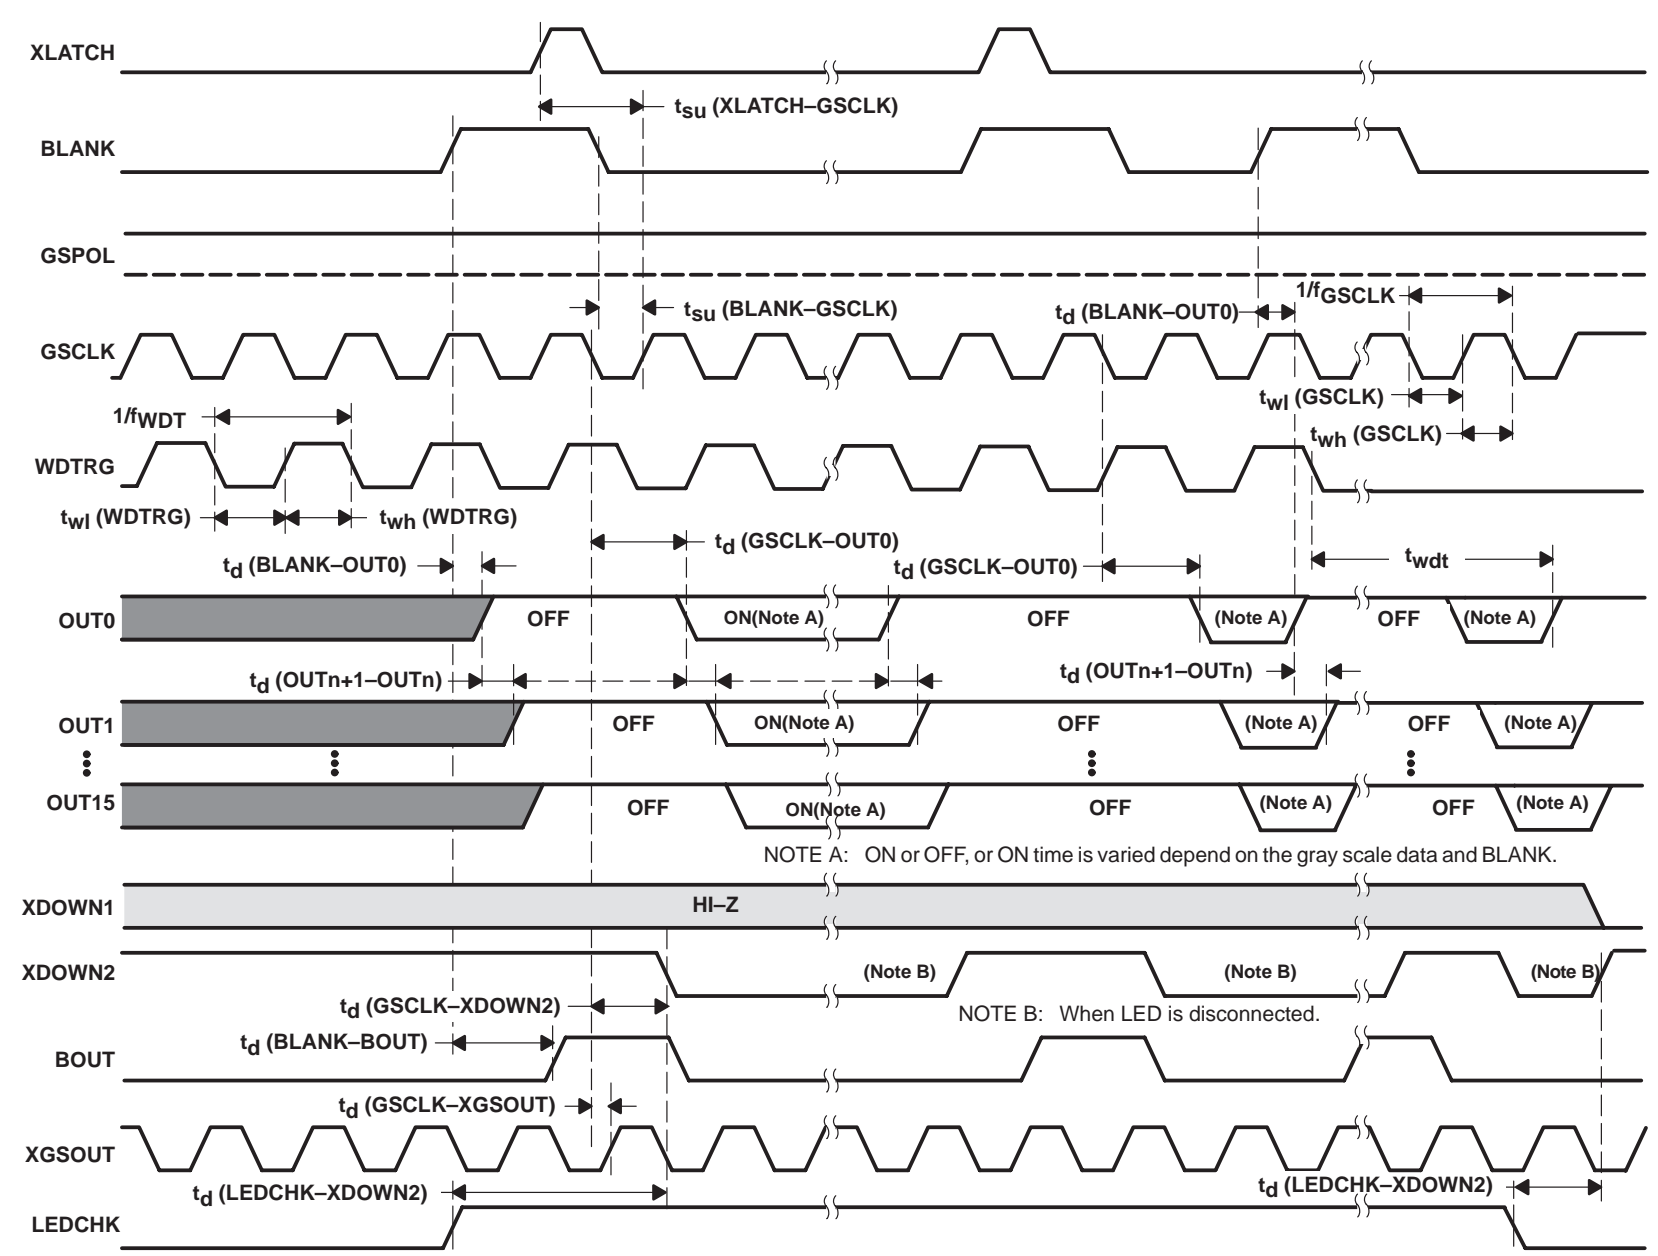 XLATCH
tsu (XLATCH–GSCLK)
BLANK
GSPOL
1/fGSCLK
tsu (BLANK–GSCLK)
td (BLANK–OUT0)
GSCLK
twl (GSCLK)
1/fWDT
twh (GSCLK)
WDTRG
twl (WDTRG)
twh (WDTRG)
td (GSCLK–OUT0)
td (BLANK–OUT0)
td (GSCLK–OUT0)
twdt
OUT0
OFF
ON(Note A)
OFF
(Note A)
OFF
(Note A)
td (OUTn+1–OUTn)
td (OUTn+1–OUTn)
OUT1
OFF
ON(Note A)
OFF
(Note A)
OFF
(Note A)
OUT15
OFF
ON(Note A)
OFF
(Note A)
OFF
(Note A)
NOTE A: ON or OFF, or ON time is varied depend on the gray scale data and BLANK.
XDOWN1
HI–Z
XDOWN2
(Note B)
(Note B)
(Note B)
td (GSCLK–XDOWN2)
NOTE B: When LED is disconnected.
td (BLANK–BOUT)
BOUT
td (GSCLK–XGSOUT)
XGSOUT
td (LEDCHK–XDOWN2)
td (LEDCHK–XDOWN2)
LEDCHK